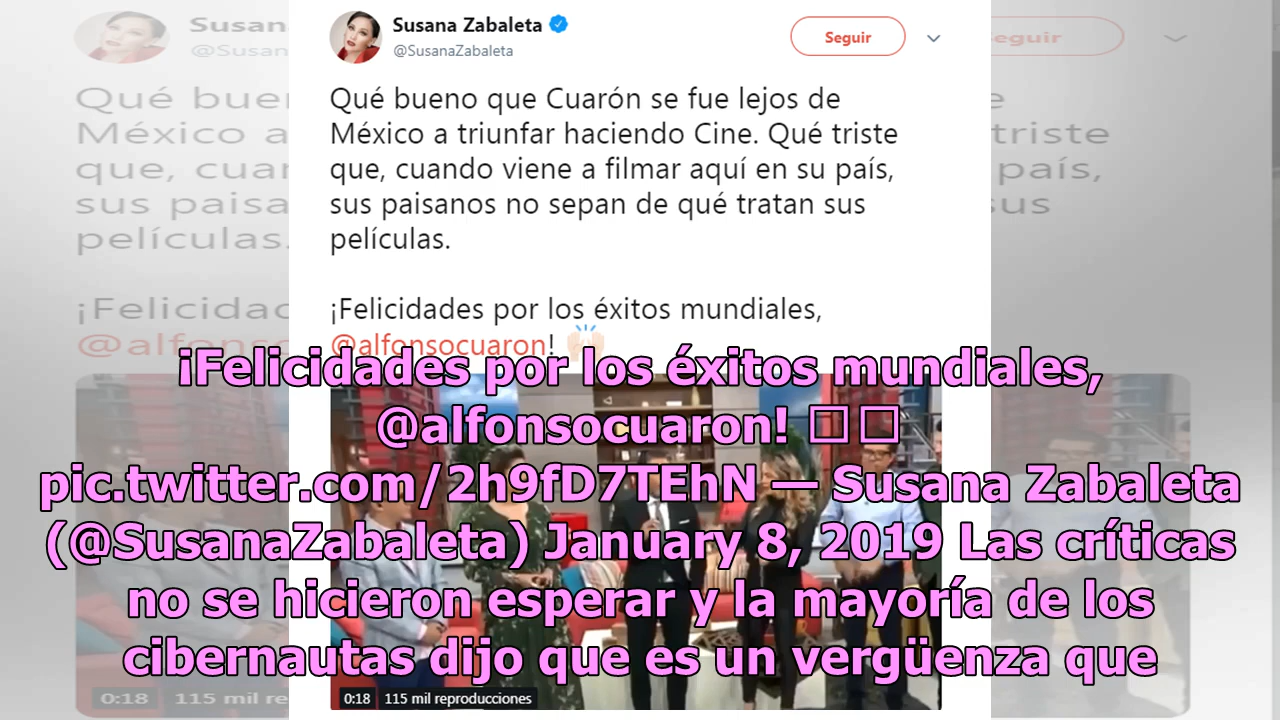 Susana Zabaleta
@SusanaZabaleta
Seguir
Qué bueno que Cuarón se fue lejos de
México a triunfar haciendo Cine. Qué triste
que, cuando viene a filmar aquí en su país,
sus paisanos no sepan de qué tratan sus
películas.
¡Felicidades por los éxitos mundiales,
@alfonsocuaron!
¡Felicidades por los éxitos mundiales,
@alfonsocuaron! □□
pic.twitter.com/2h9fD7TEhN — Susana Zabaleta
(@SusanaZabaleta) January 8, 2019 Las críticas
no se hicieron esperar y la mayoría de los
cibernautas dijo que es un vergüenza que
0:18 115 mil reproducciones